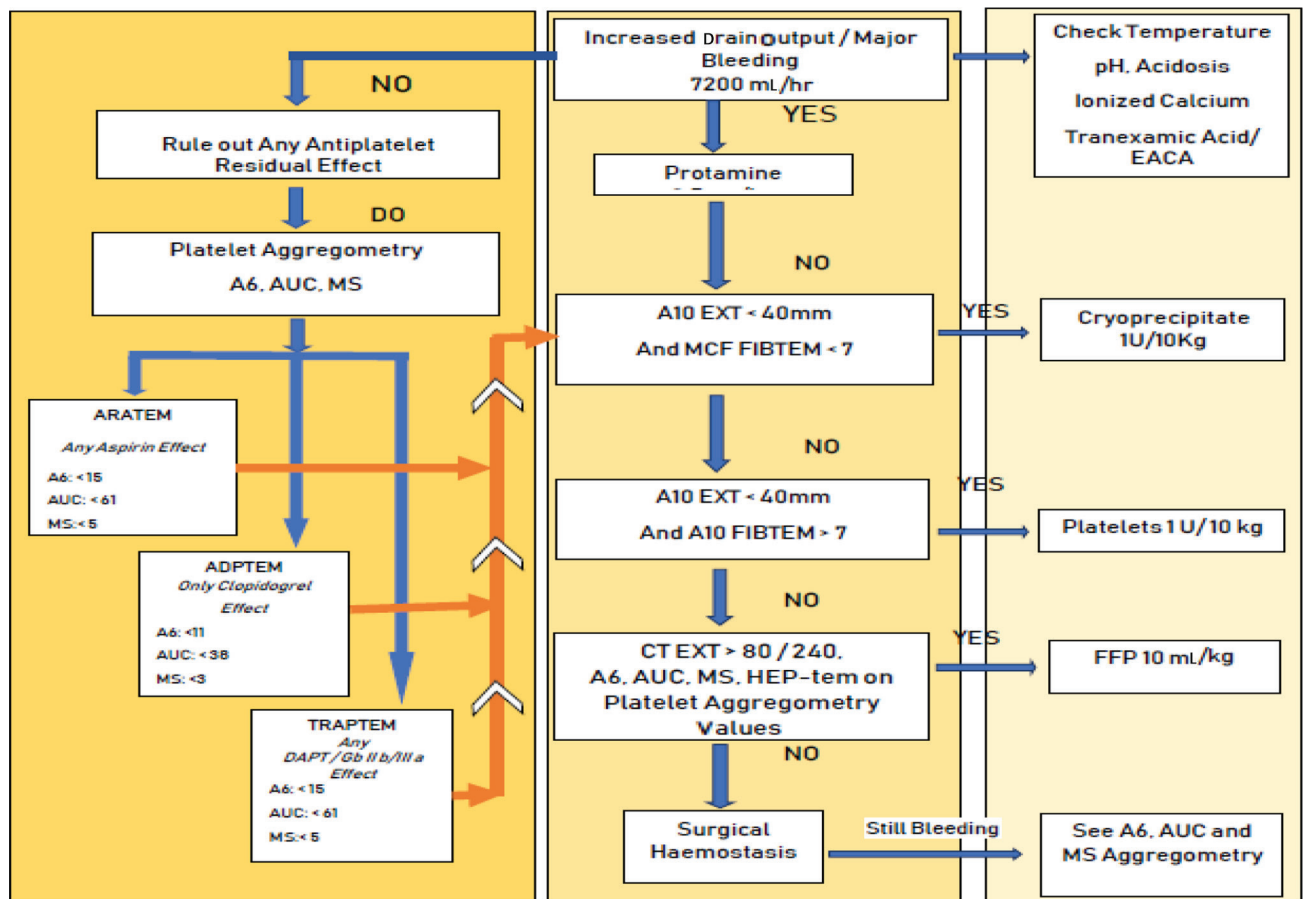 Increased Drain output / Major
Bleeding
7200 mL/hr
Check Temperature
pH, Acidosis
Ionized Calcium
Tranexamic Acid/
EACA
NO
YES
Rule out Any Antiplatelet
Residual Effect
Protamine
DO
Platelet Aggregometry
A6, AUC, MS
NO
A10 EXT < 40mm
And MCF FIBTEM < 7
YES
Cryoprecipitate
1U/10Kg
ARATEM
Any Aspirin Effect
A6: <15
AUC: < 61
MS:< 5
NO
A10 EXT < 40mm
And A10 FIBTEM > 7
YES
Platelets 1 U/ 10 kg
ADPTEM
Only Clopidogrel
Effect
A6: <11
AUC: <38
MS: <3
NO
CT EXT > 80 / 240,
A6, AUC, MS, HEP-tem on
Platelet Aggregometry
Values
YES
FFP 10 mL/kg
TRAPTEM
Any
DAPT / Gb II b/III a
Effect
A6: <15
AUC: < 61
MS:< 5
NO
Surgical
Haemostasis
Still Bleeding
See A6, AUC and
MS Aggregometry